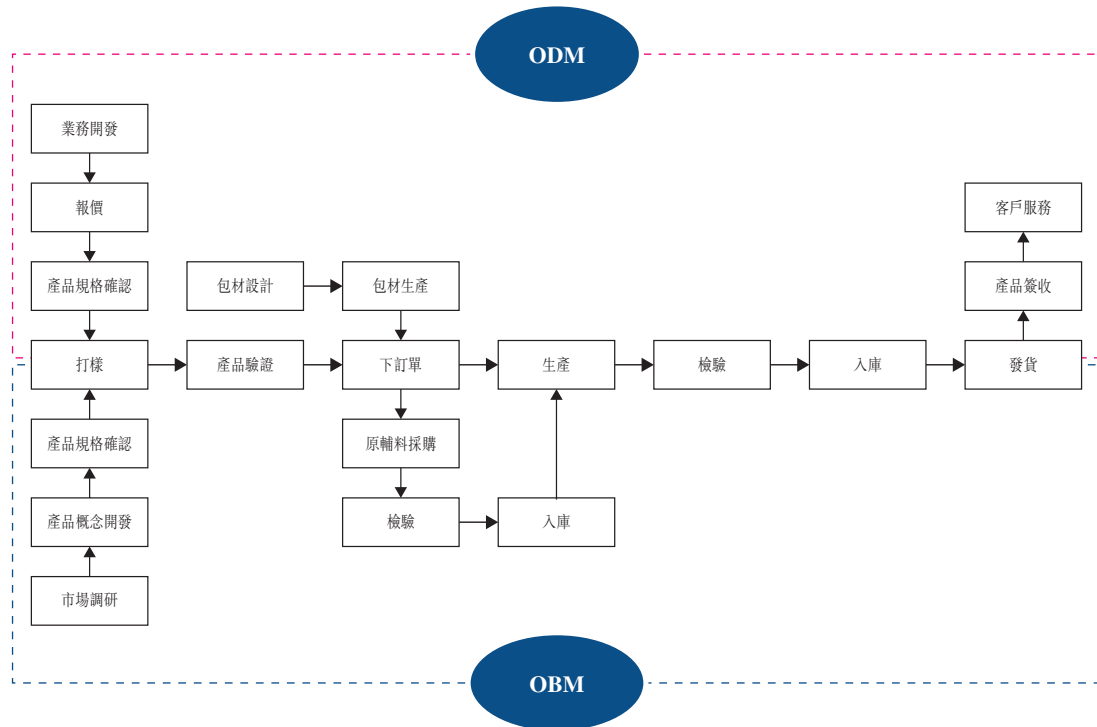 ODM
業務開發
報價
客戶服務
產品規格確認
包材設計
包材生產
產品簽收
打樣
產品驗證
下訂單
生產
檢驗
入庫
發貨
產品規格確認
原輔料採購
產品概念開發
檢驗
入庫
市場調研
OBM